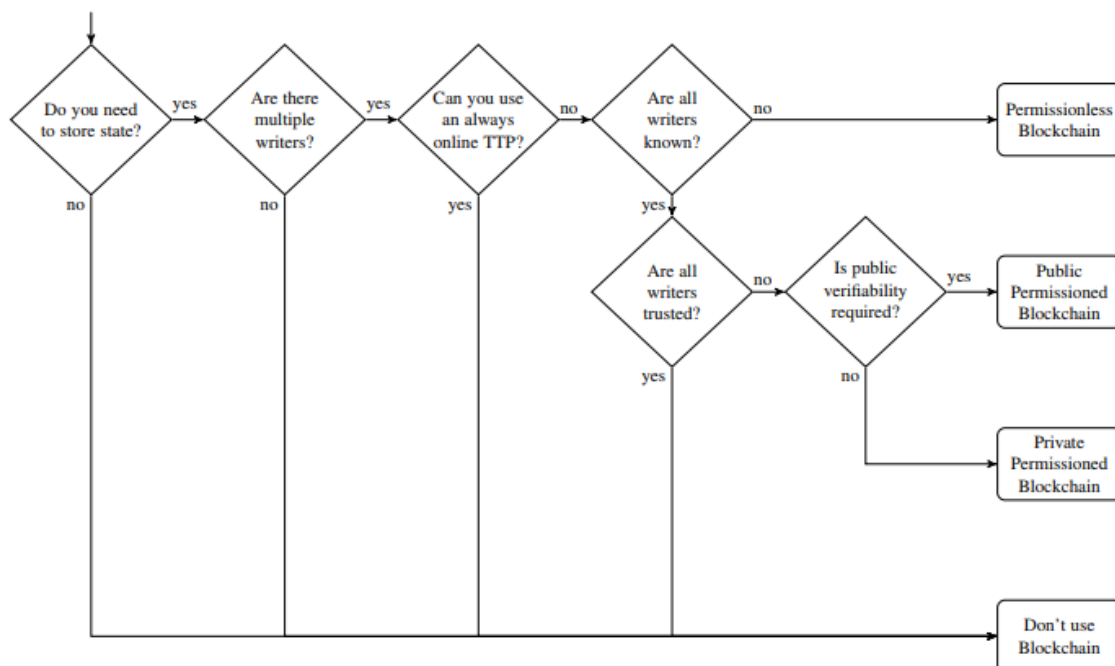 Do you need
to store state?
yes
no
Are there
multiple
writers?
yes
no
Can you use
an always
online TTP?
no
yes
Are all
writers
known?
no
yes
Permissionless
Blockchain
Are all
writers
trusted?
no
yes
Is public
verifiability
required?
yes
no
Public
Permissioned
Blockchain
Private
Permissioned
Blockchain
Don't use
Blockchain